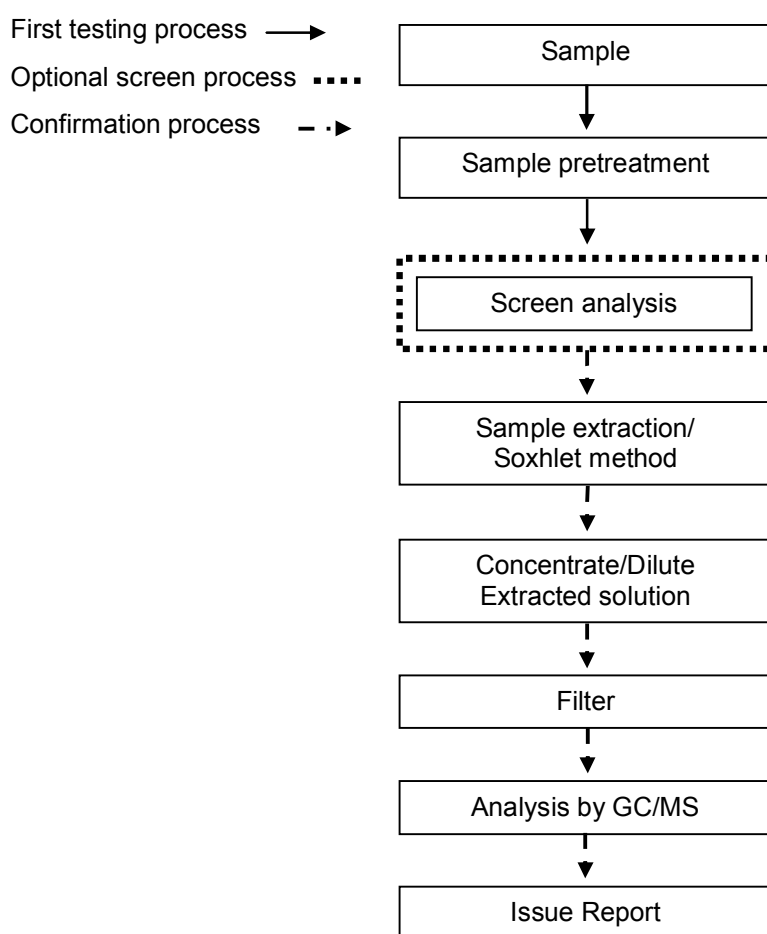 First testing process
Optional screen process
Confirmation process
Sample
Sample pretreatment
Screen analysis
Sample extraction/
Soxhlet method
Concentrate/Dilute
Extracted solution
Filter
Analysis by GC/MS
Issue Report